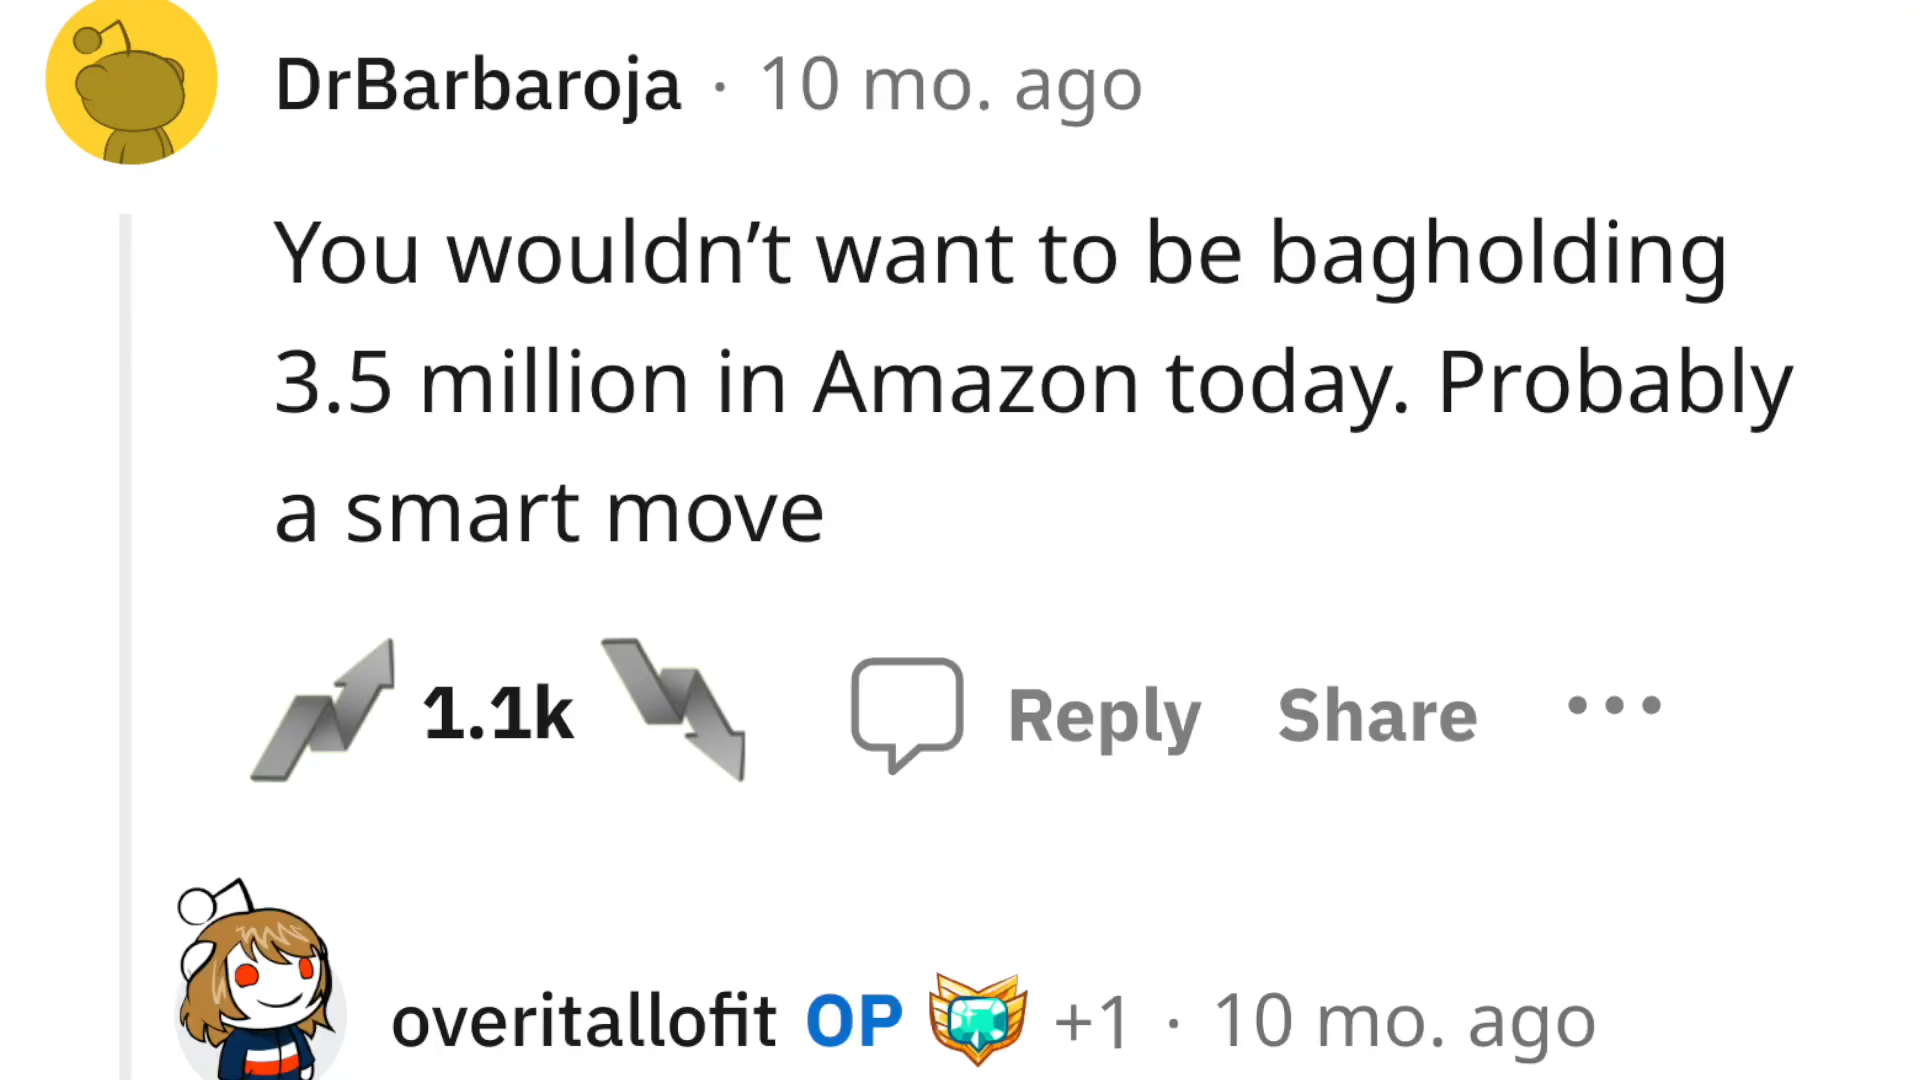 DrBarbaroja · 10 mo. ago
You wouldn’t want to be bagholding
3.5 million in Amazon today. Probably
a smart move
1.1k Reply Share •••
overitallofit OP +1 · 10 mo. ago